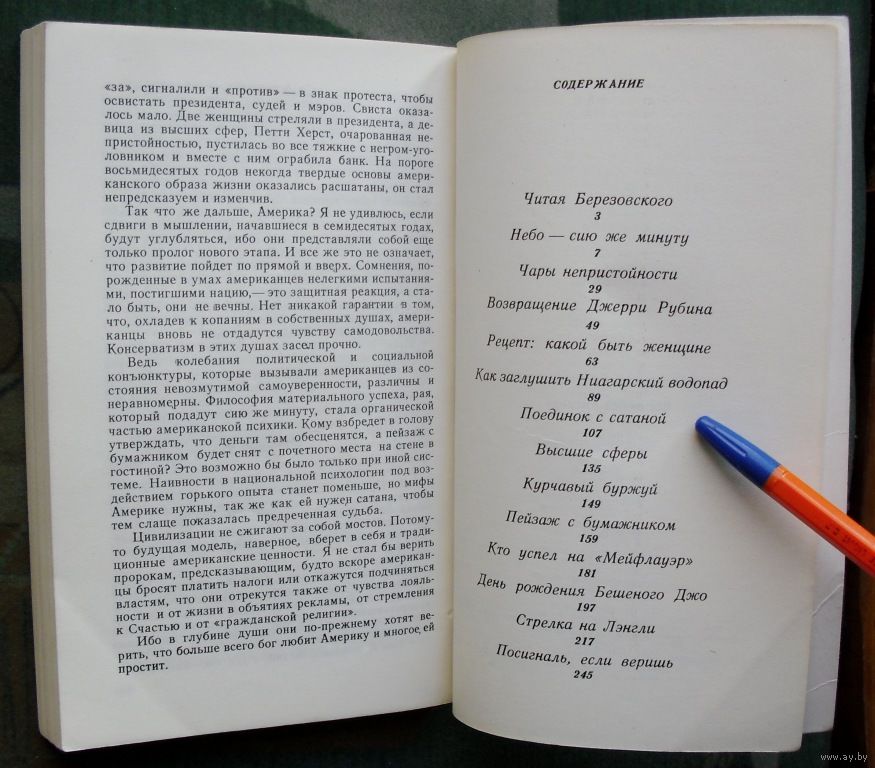 «за», сигналили и «против» — в знак протеста, чтобы
освистать президента, судей и мэров. Свиста оказа-
лось мало. Две женщины стреляли в президента, а де-
вица из высших сфер, Петти Херст, очарованная не-
пристойностью, пустилась во все тяжкие с негром-уго-
ловником и вместе с ним ограбила банк. На пороге
восьмидесятых годов некогда твердые основы амери-
канского образа жизни оказались расшатаны, он стал
непредсказуем и изменчив.
Так что же дальше, Америка? Я не удивлюсь, если
сдвиги в мышлении, начавшиеся в семидесятых годах,
будут углубляться, ибо они представляли собой еще
только пролог нового этапа. И все же это не означает,
что развитие пойдет по прямой и вверх. Сомнения, по-
рожденные в умах американцев нелегкими испытания-
ми, постигшими нацию,— это защитная реакция, а ста-
ло быть, они не вечны. Нет никакой гарантии в том,
что, охладев к копаниям в собственных душах, амери-
канцы вновь не отдадутся чувству самодовольства.
Консерватизм в этих душах засел прочно.
Ведь колебания политической и социальной
конъюнктуры, которые вызывали американцев из со-
стояния невозмутимой самоуверенности, различны и
неравномерны. Философия материального успеха, рая,
который подадут сию же минуту, стала органической
частью американской психики. Кому взбредет в голову
утверждать, что деньги там обесценятся, а пейзаж с
бумажником будет снят с почетного места на стене в
гостиной? Это возможно бы было только при иной сис-
теме. Наивности в национальной психологии под воз-
действием горького опыта станет поменьше, но мифы
Америке нужны, так же как ей нужен сатана, чтобы
тем слаще показалась предреченная судьба.
Цивилизации не сжигают за собой мостов. Потому-
то будущая модель, наверное, вберет в себя и тради-
ционные американские ценности. Я не стал бы верить
пророкам, предсказывающим, будто вскоре американ-
цы бросят платить налоги или откажутся подчиняться
властям, что они отрекутся также от чувства лояль-
ности и от жизни в объятиях рекламы, от стремления
к Счастью и от «гражданской религии».
Ибо в глубине души они по-прежнему хотят ве-
рить, что больше всего бог любит Америку и многое ей
простит.
СОДЕРЖАНИЕ
Читая Березовского
3
Небо — сию же минуту
7
Чары непристойности
29
Возвращение Джерри Рубина
49
Рецепт: какой быть женщине
63
Как заглушить Ниагарский водопад
89
Поединок с сатаной
107
Высшие сферы
135
Курчавый буржуй
149
Пейзаж с бумажником
159
Кто успел на «Мейфлауэр»
181
День рождения Бешеного Джо
197
Стрелка на Лэнгли
217
Посигналь, если веришь
245
www.ay.by